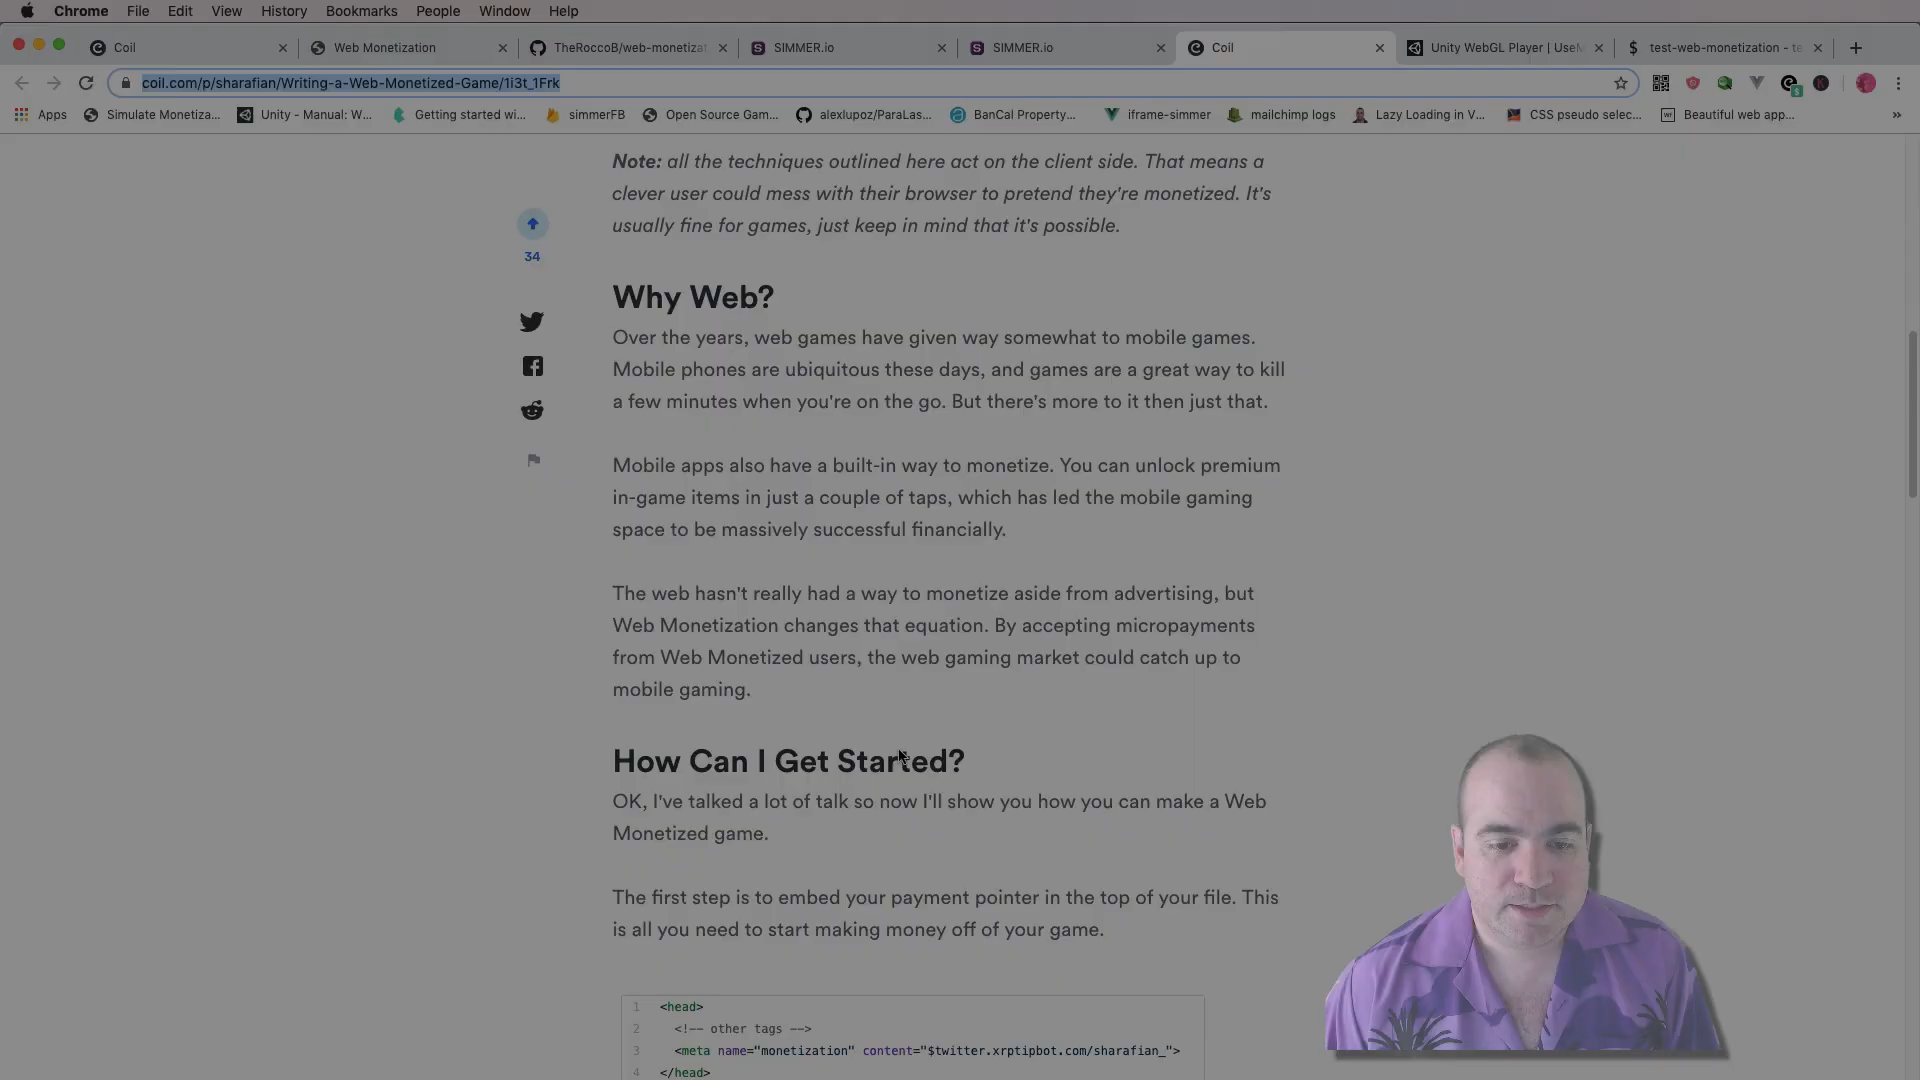 Chrome File Edit View History Bookmarks People Window Help
Coil
Web Monetization
TheRoccoB/web-monetizat
SIMMER.io
SIMMER.io
Coil
Unity WebGL Player | UseM
test-web-monetization - te
coil.com/p/sharafian/Writing-a-Web-Monetized-Game/1i3t_1Frk
Apps
Simulate Monetiza...
Unity - Manual: W...
Getting started wi...
simmerFB
Open Source Gam...
alexlupoz/ParaLas...
BanCal Property...
iframe-simmer
mailchimp logs
Lazy Loading in V...
CSS pseudo selec...
Beautiful web app...
Note: all the techniques outlined here act on the client side. That means a
clever user could mess with their browser to pretend they're monetized. It's
usually fine for games, just keep in mind that it's possible.
34
Why Web?
Over the years, web games have given way somewhat to mobile games.
Mobile phones are ubiquitous these days, and games are a great way to kill
a few minutes when you're on the go. But there's more to it then just that.
Mobile apps also have a built-in way to monetize. You can unlock premium
in-game items in just a couple of taps, which has led the mobile gaming
space to be massively successful financially.
The web hasn't really had a way to monetize aside from advertising, but
Web Monetization changes that equation. By accepting micropayments
from Web Monetized users, the web gaming market could catch up to
mobile gaming.
How Can I Get Started?
OK, I've talked a lot of talk so now I'll show you how you can make a Web
Monetized game.
The first step is to embed your payment pointer in the top of your file. This
is all you need to start making money off of your game.
1 <head>
2 <!-- other tags -->
3 <meta name="monetization" content="$twitter.xrptipbot.com/sharafian_">
4 </head>